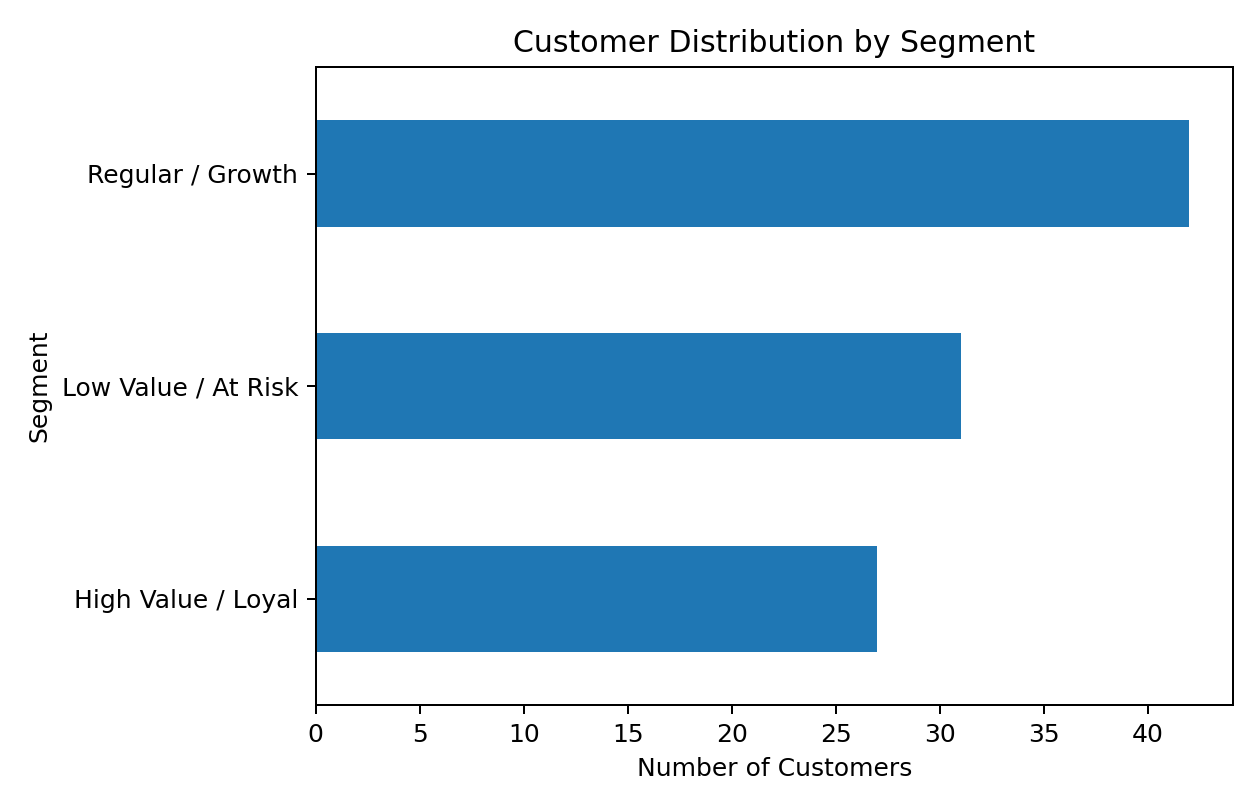 Customer Distribution by Segment
Regular / Growth
Low Value / At Risk
High Value / Loyal
Segment
0 5 10 15 20 25 30 35 40
Number of Customers